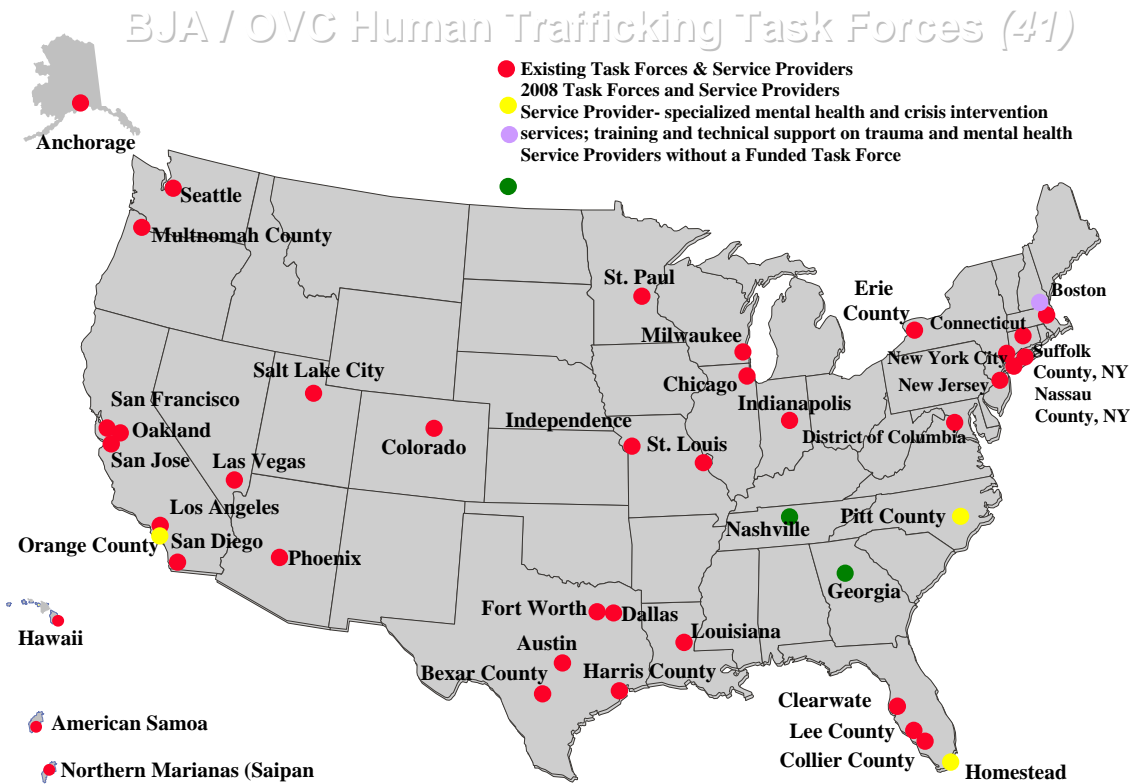 BJA / OVC Human Trafficking Task Forces (41)
Existing Task Forces & Service Providers
2008 Task Forces and Service Providers
Service Provider- specialized mental health and crisis intervention
services; training and technical support on trauma and mental health
Service Providers without a Funded Task Force
Anchorage
Seattle
Multnomah County
St. Paul
Erie
County
Boston
Connecticut
Milwaukee
New York City
Suffolk
County, NY
Nassau
County, NY
Salt Lake City
Chicago
New Jersey
San Francisco
Oakland
San Jose
Independence
Indianapolis
District of Columbia
Colorado
St. Louis
Las Vegas
Los Angeles
Orange County
San Diego
Phoenix
Nashville
Pitt County
Georgia
Hawaii
Fort Worth
Dallas
Louisiana
Austin
Bexar County
Harris County
Clearwate
Lee County
Collier County
Homestead
American Samoa
Northern Marianas (Saipan